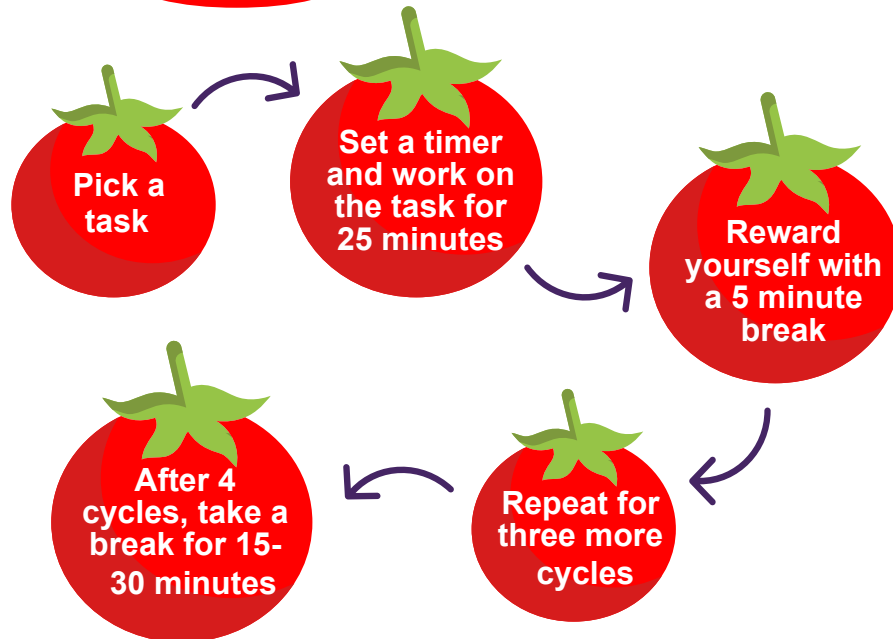 Pick a
task
Set a timer
and work on
the task for
25 minutes
Reward
yourself with
a 5 minute
break
Repeat for
three more
cycles
After 4
cycles, take a
break for 15-
30 minutes